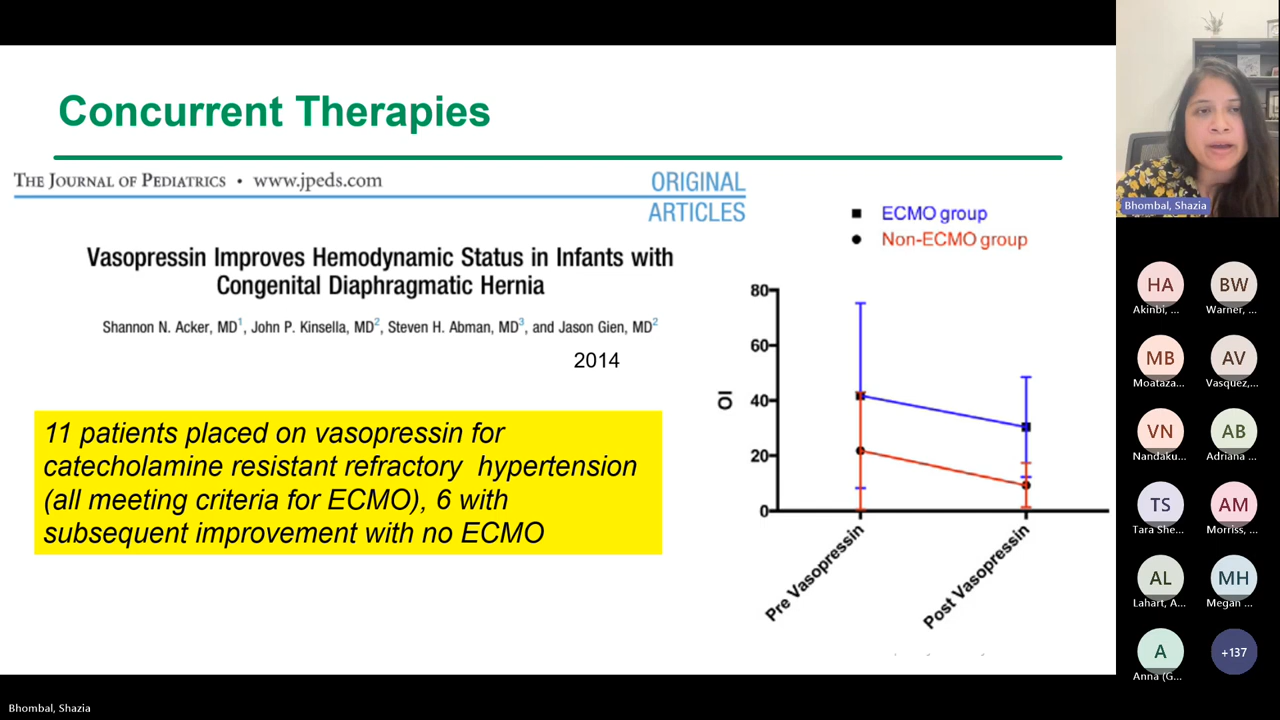 Concurrent Therapies
THE JOURNAL OF PEDIATRICS • www.jpeds.com
ORIGINAL
ARTICLES
Vasopressin Improves Hemodynamic Status in Infants with
Congenital Diaphragmatic Hernia
Shannon N. Acker, MD1, John P. Kinsella, MD2, Steven H. Abman, MD3, and Jason Gien, MD2
2014
11 patients placed on vasopressin for
catecholamine resistant refractory hypertension
(all meeting criteria for ECMO), 6 with
subsequent improvement with no ECMO
ECMO group
Non-ECMO group
OI
80
60
40
20
0
Pre Vasopressin
Post Vasopressin
Bhombal, Shazia
HA
BW
Akinbi, ...
Warner, ...
MB
AV
Moataza...
Vasquez,...
VN
AB
Nandaku...
Adriana ...
TS
AM
Tara She...
Morriss, ...
AL
MH
Lahart, A...
Megan ...
A
+137
Anna (G...
Bhombal, Shazia